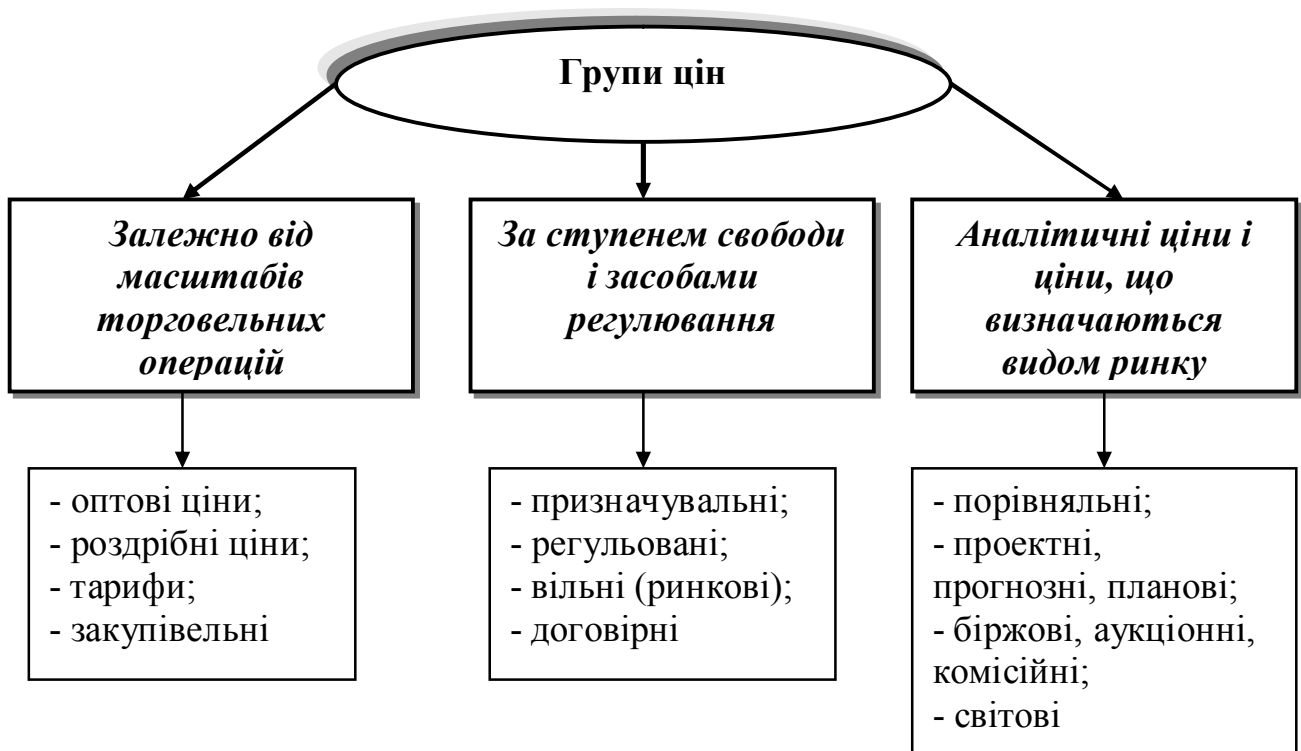 Групи цін
Залежно від
масштабів
торговельних
операцій
За ступенем свободи
і засобами
регулювання
Аналітичні ціни і
ціни, що
визначаються
видом ринку
- оптові ціни;
- роздрібні ціни;
- тарифи;
- закупівельні
- призначувальні;
- регульовані;
- вільні (ринкові);
- договірні
- порівняльні;
- проектні,
прогнозні, планові;
- біржові, аукціонні,
комісійні;
- світові